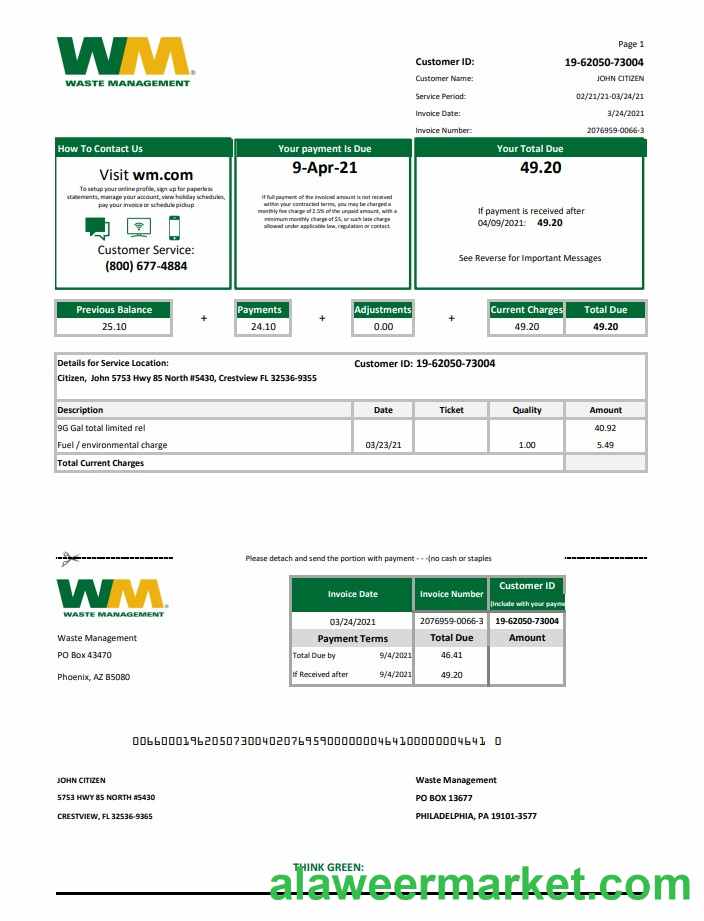 Page 1
WM
WASTE MANAGEMENT
Customer ID: 19-62050-73004
Customer Name: JOHN CITIZEN
Service Period: 02/21/21-03/24/21
Invoice Date: 3/24/2021
Invoice Number: 2076959-0066-3
How To Contact Us
Visit wm.com
To setup your online profile, sign up for paperless
statements, manage your account, view holiday schedules,
pay your invoice or schedule pickup
Customer Service:
(800) 677-4884
Your payment Is Due
9-Apr-21
If full payment of the invoiced amount is not received
within your contracted terms, you may be charged a
monthly fee charge of 2.5% of the unpaid amount, with a
minimum monthly charge of $5, or such late charge
allowed under applicable law, regulation or contact.
Your Total Due
49.20
If payment is received after
04/09/2021: 49.20
See Reverse for Important Messages
Previous Balance + Payments + Adjustments + Current Charges Total Due
25.10 24.10 0.00 49.20 49.20
Details for Service Location: Customer ID: 19-62050-73004
Citizen, John 5753 Hwy 85 North #5430, Crestview FL 32536-9355
Description Date Ticket Quality Amount
9G Gal total limited rel 40.92
Fuel / environmental charge 03/23/21 1.00 5.49
Total Current Charges
Please detach and send the portion with payment - - -(no cash or staples
WM
WASTE MANAGEMENT
Waste Management
PO Box 43470
Phoenix, AZ B5080
Invoice Date Invoice Number Customer ID
(Include with your payme
03/24/2021 2076959-0066-3 19-62050-73004
Payment Terms Total Due Amount
Total Due by 9/4/2021 46.41
If Received after 9/4/2021 49.20
0066000196205073004020769590000000464100000004641 0
JOHN CITIZEN
5753 HWY 85 NORTH #5430
CRESTVIEW, FL 32536-9365
Waste Management
PO BOX 13677
PHILADELPHIA, PA 19101-3577
THINK GREEN:
alaweermarket.com